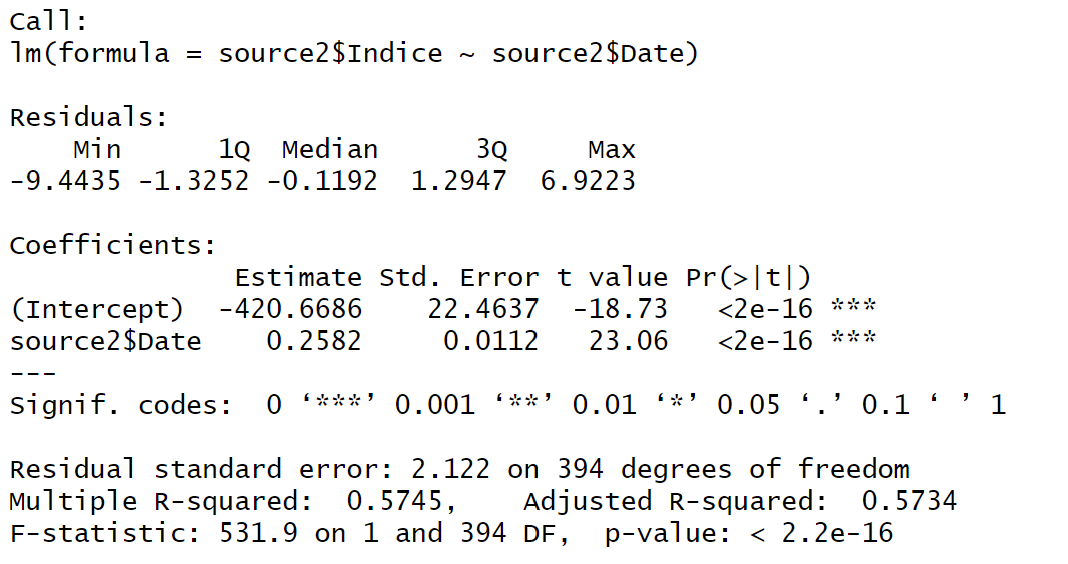 Call:
lm(formula = source2$Indice ~ source2$Date)
Residuals:
Min 1Q Median 3Q Max
-9.4435 -1.3252 -0.1192 1.2947 6.9223
Coefficients:
Estimate Std. Error t value Pr(>|t|)
(Intercept) -420.6686 22.4637 -18.73 <2e-16 ***
source2$Date 0.2582 0.0112 23.06 <2e-16 ***
---
Signif. codes: 0 ‘***’ 0.001 ‘**’ 0.01 ‘*’ 0.05 ‘.’ 0.1 ‘ ’ 1
Residual standard error: 2.122 on 394 degrees of freedom
Multiple R-squared: 0.5745, Adjusted R-squared: 0.5734
F-statistic: 531.9 on 1 and 394 DF, p-value: < 2.2e-16